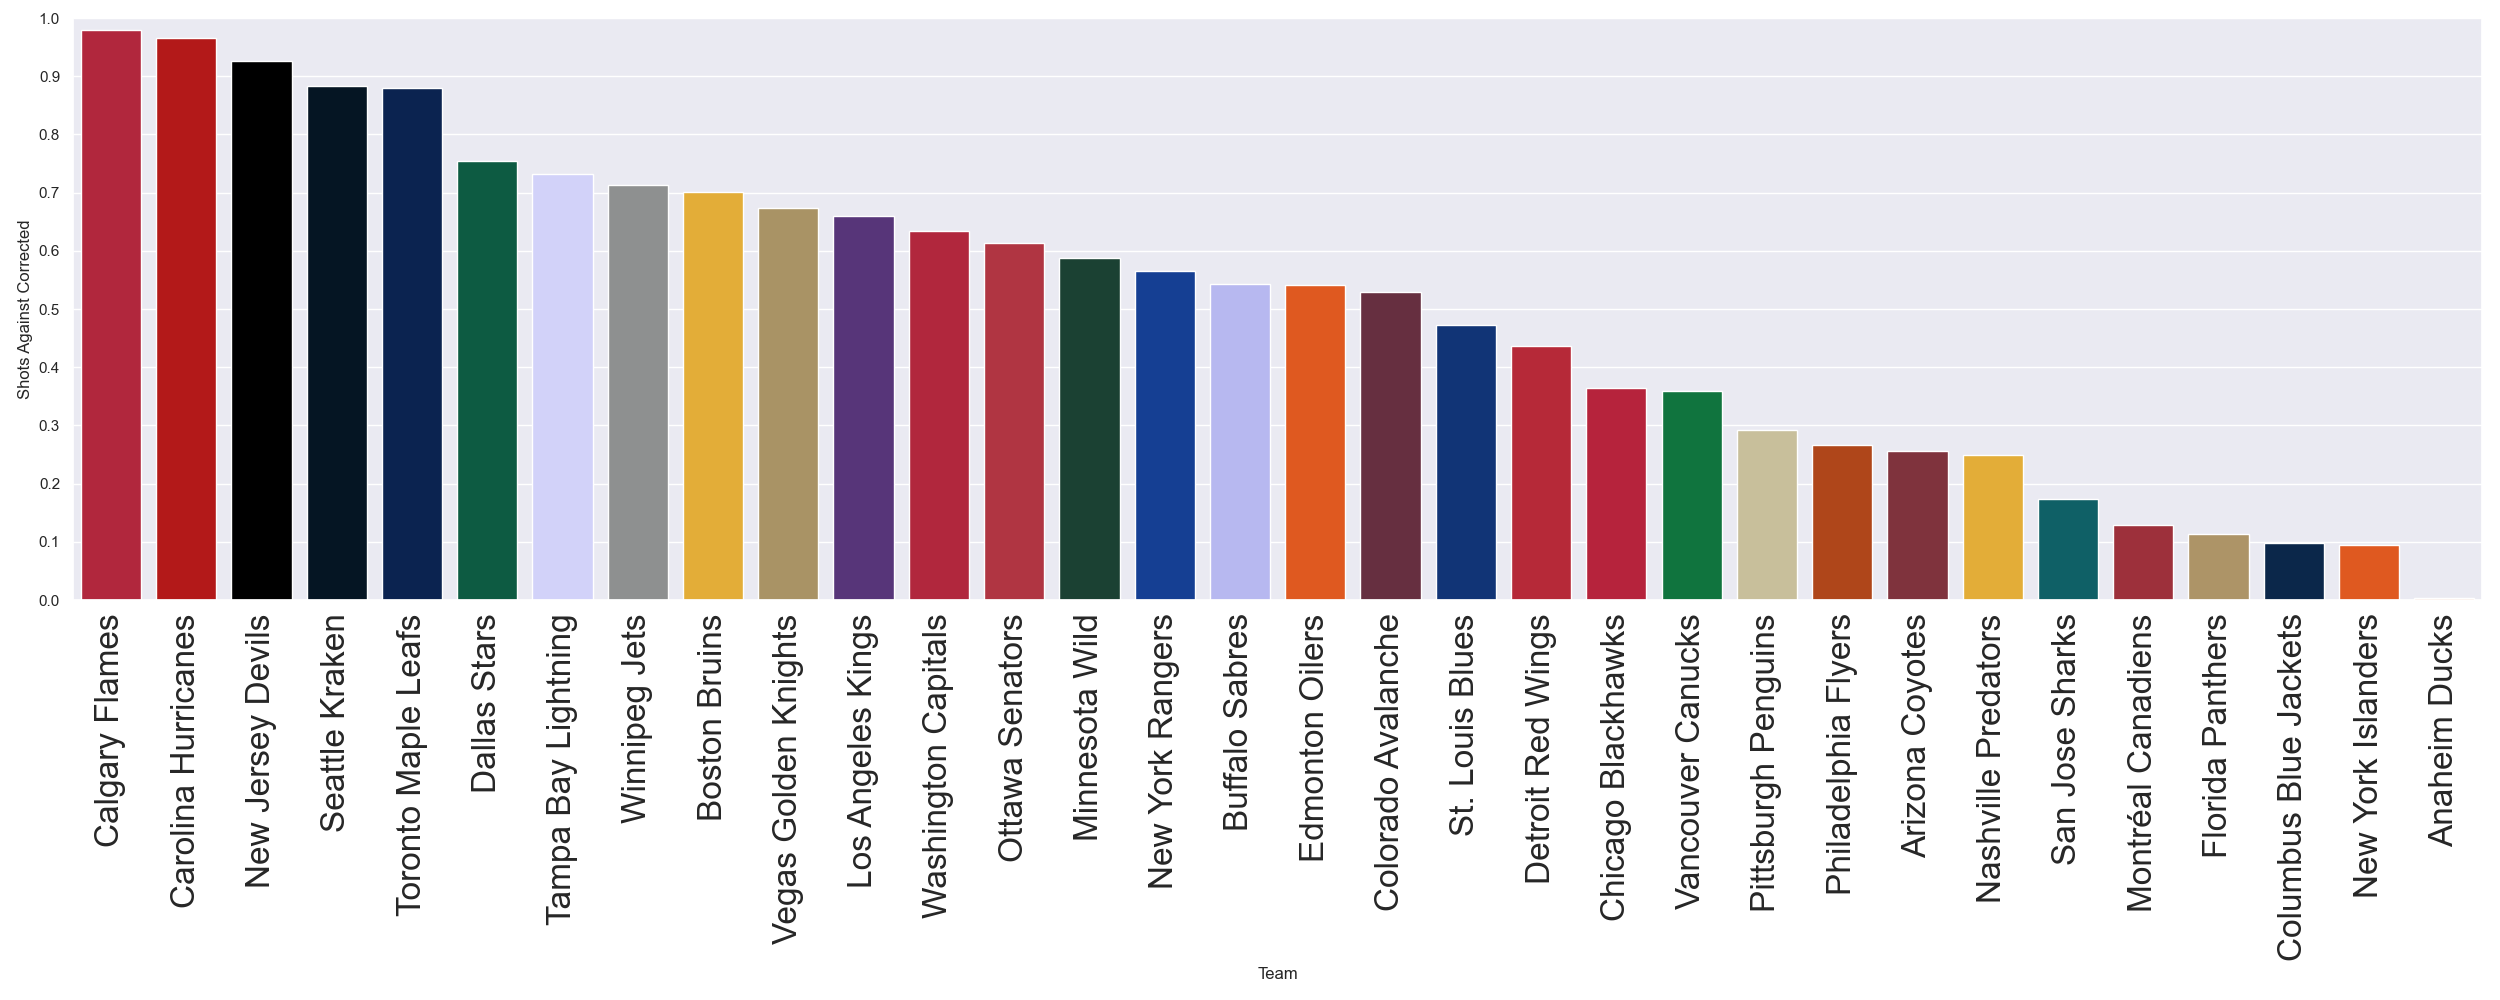 1.0
0.9
0.8
0.7
0.6
0.5
0.4
0.3
0.2
0.1
0.0
Shots Against Corrected
Calgary Flames
Carolina Hurricanes
New Jersey Devils
Seattle Kraken
Toronto Maple Leafs
Dallas Stars
Tampa Bay Lightning
Winnipeg Jets
Boston Bruins
Vegas Golden Knights
Los Angeles Kings
Washington Capitals
Ottawa Senators
Minnesota Wild
New York Rangers
Buffalo Sabres
Edmonton Oilers
Colorado Avalanche
St. Louis Blues
Detroit Red Wings
Chicago Blackhawks
Vancouver Canucks
Pittsburgh Penguins
Philadelphia Flyers
Arizona Coyotes
Nashville Predators
San Jose Sharks
Montréal Canadiens
Florida Panthers
Columbus Blue Jackets
New York Islanders
Anaheim Ducks
Team